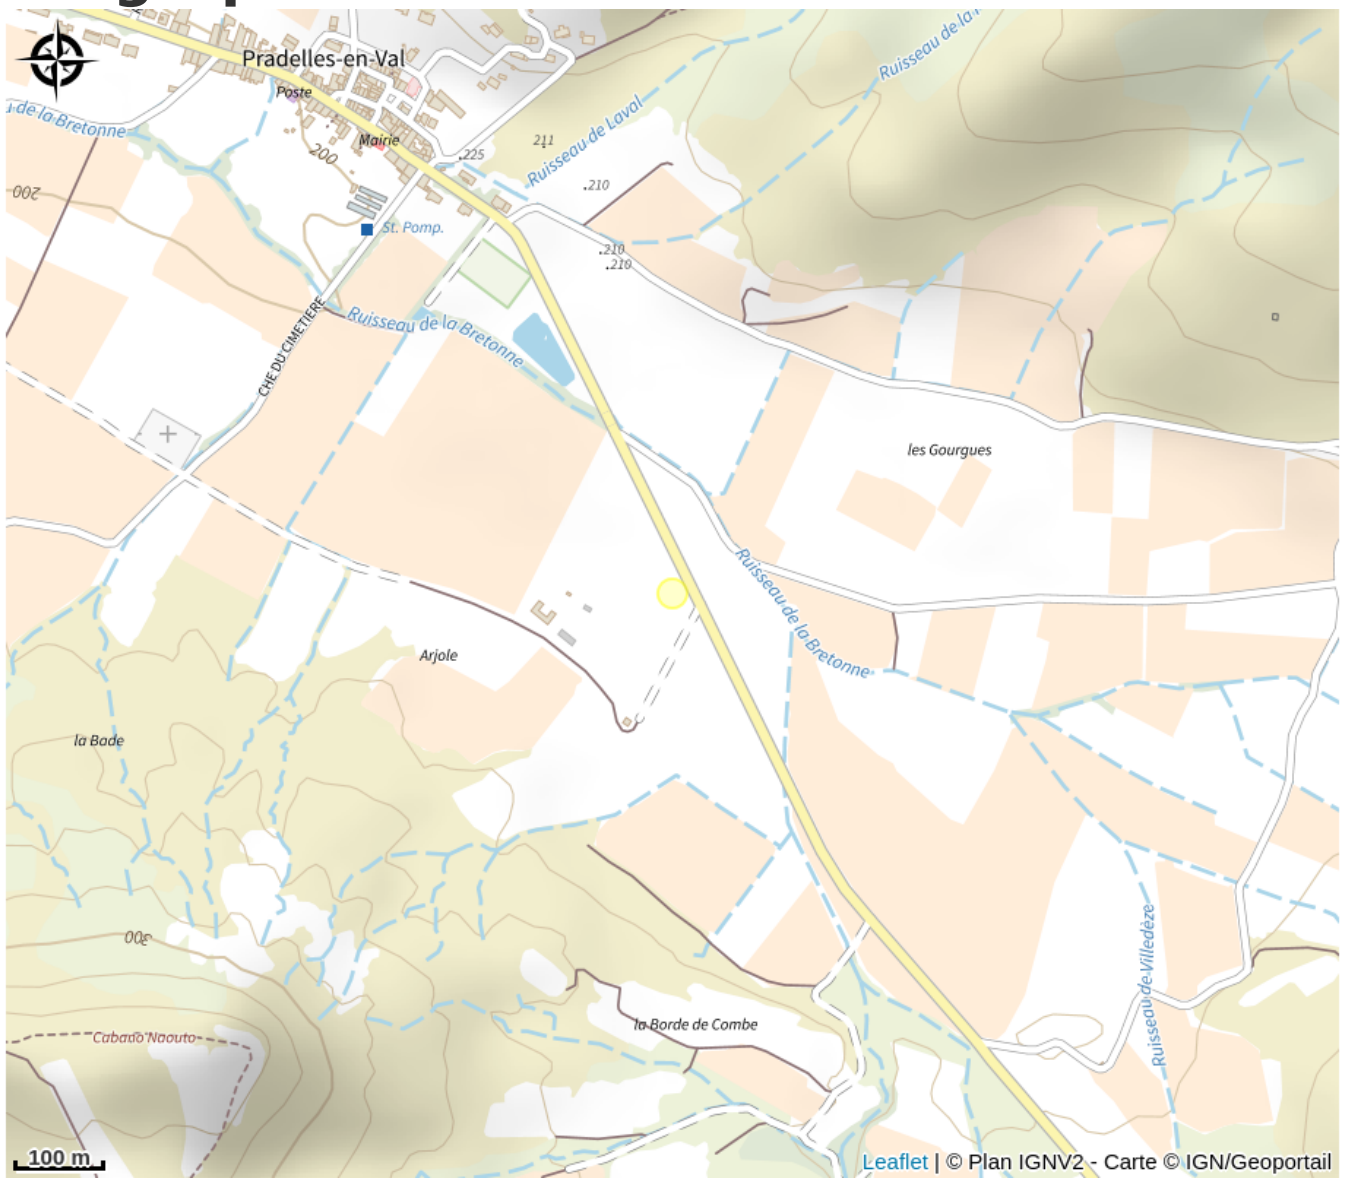 Pradelles-en-Val
Poste
Mairie
Ruisseau de la
de la Bretonne
200
200
225
211
Ruisseau de Laval
210
210
210
St. Pomp.
Ruisseau de la Bretonne
CHE DU CIMETIERE
les Gourgues
Ruisseau de la Bretonne
Arjole
la Bade
300
Ruisseau de Villedèze
la Borde de Combe
Cabano Naouto
100 m
Leaflet | © Plan IGNV2 - Carte © IGN/Geoportail